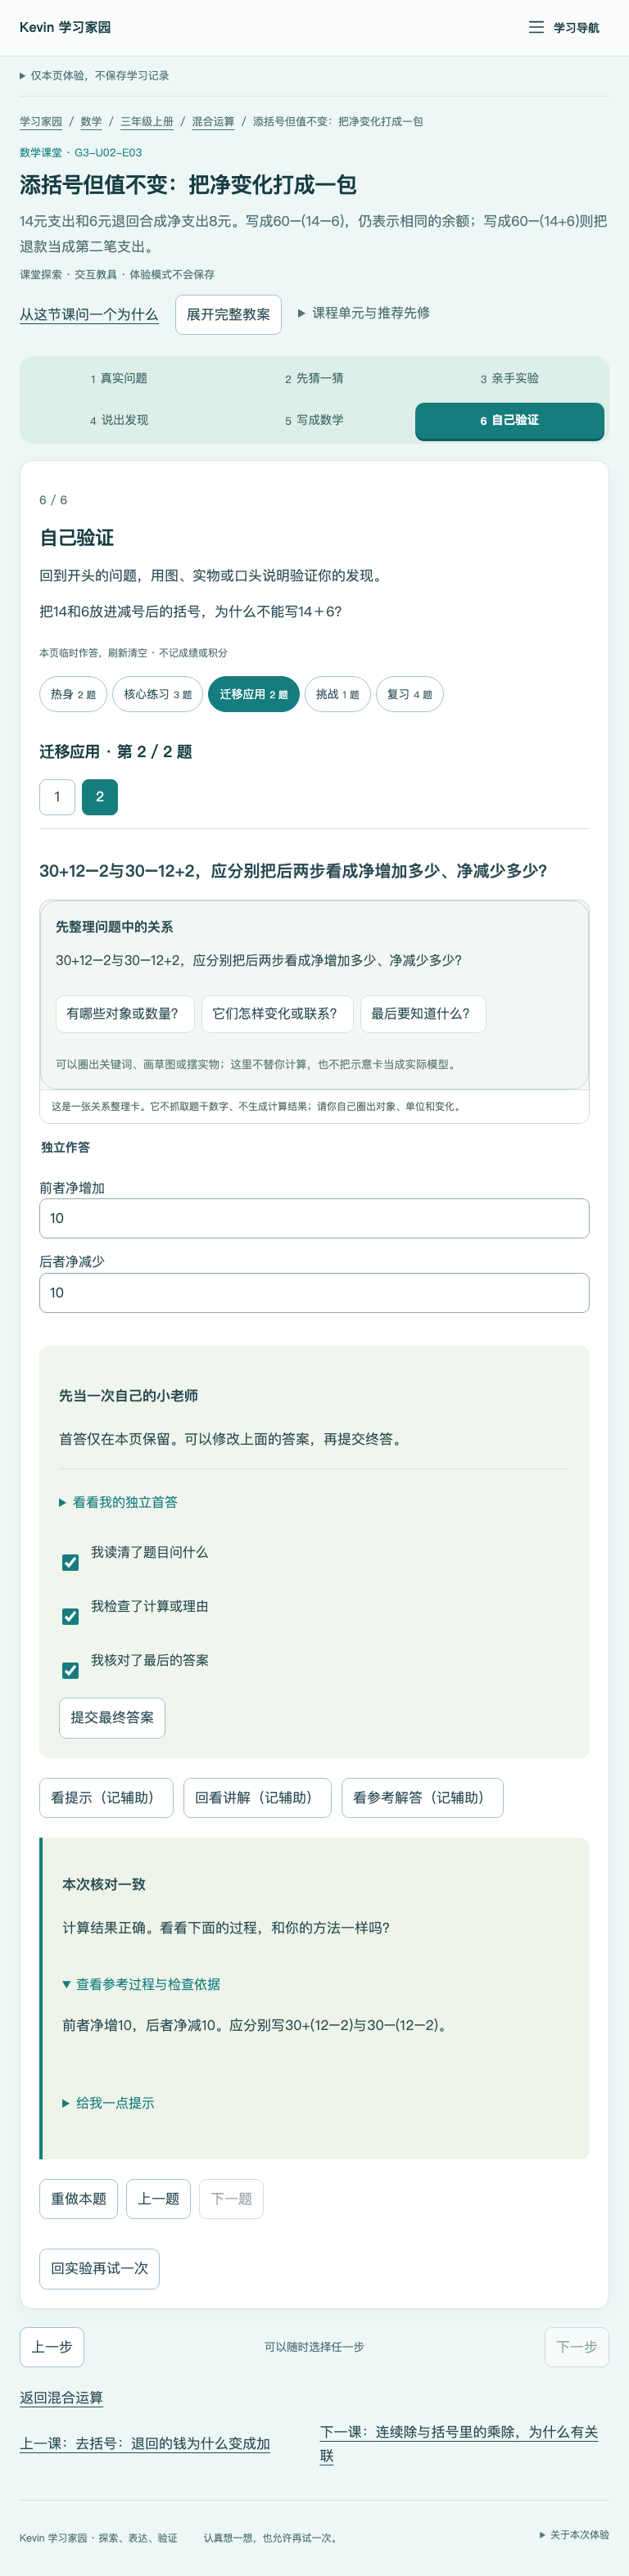 Kevin 学习家园
学习导航
仅本页体验，不保存学习记录
学习家园 / 数学 / 三年级上册 / 混合运算 / 添括号但值不变：把净变化打成一包
数学课堂 · G3-U02-E03
添括号但值不变：把净变化打成一包
14元支出和6元退回合成净支出8元。写成60−(14−6)，仍表示相同的余额；写成60−(14+6)则把
退款当成第二笔支出。
课堂探索 · 交互教具 · 体验模式不会保存
从这节课问一个为什么
展开完整教案
课程单元与推荐先修
1 真实问题
2 先猜一猜
3 亲手实验
4 说出发现
5 写成数学
6 自己验证
6 / 6
自己验证
回到开头的问题，用图、实物或口头说明验证你的发现。
把14和6放进减号后的括号，为什么不能写14＋6?
本页临时作答，刷新清空 · 不记成绩或积分
热身 2 题
核心练习 3 题
迁移应用 2 题
挑战 1 题
复习 4 题
迁移应用 · 第 2 / 2 题
1
2
30+12−2与30−12+2，应分别把后两步看成净增加多少、净减少多少?
先整理问题中的关系
30+12−2与30−12+2，应分别把后两步看成净增加多少、净减少多少?
有哪些对象或数量?
它们怎样变化或联系?
最后要知道什么?
可以圈出关键词、画草图或摆实物；这里不替你计算，也不把示意卡当成实际模型。
这是一张关系整理卡。它不抓取题干数字、不生成计算结果；请你自己圈出对象、单位和变化。
独立作答
前者净增加
10
后者净减少
10
先当一次自己的小老师
首答仅在本页保留。可以修改上面的答案，再提交终答。
看看我的独立首答
我读清了题目问什么
我检查了计算或理由
我核对了最后的答案
提交最终答案
看提示（记辅助）
回看讲解（记辅助）
看参考解答（记辅助）
本次核对一致
计算结果正确。看看下面的过程，和你的方法一样吗?
查看参考过程与检查依据
前者净增10，后者净减10。应分别写30+(12−2)与30−(12−2)。
给我一点提示
重做本题
上一题
下一题
回实验再试一次
上一步
可以随时选择任一步
下一步
返回混合运算
上一课：去括号：退回的钱为什么变成加
下一课：连续除与括号里的乘除，为什么有关
联
Kevin 学习家园 · 探索、表达、验证
认真想一想，也允许再试一次。
关于本次体验